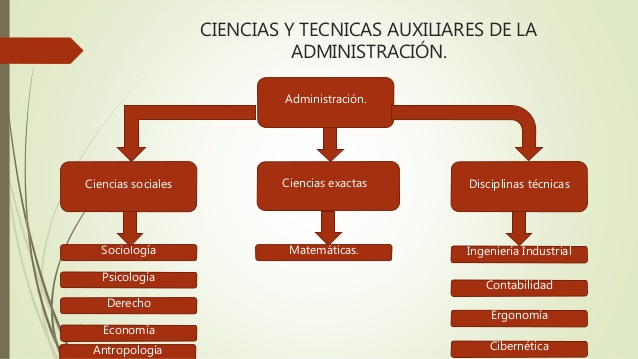 CIENCIAS Y TECNICAS AUXILIARES DE LA
ADMINISTRACIÓN.
Administración.
Ciencias sociales
Ciencias exactas
Disciplinas técnicas
Sociología
Psicología
Derecho
Economía
Antropología
Matemáticas.
Ingeniería Industrial
Contabilidad
Ergonomía
Cibernética